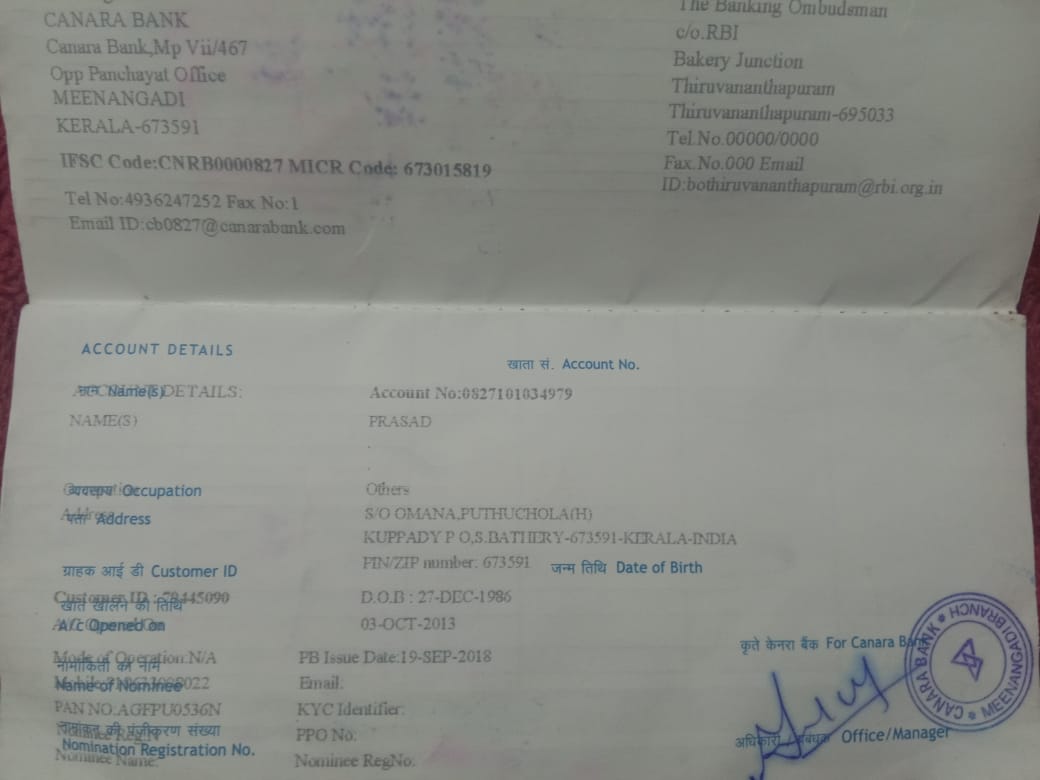 CANARA BANK
Canara Bank,Mp Vii/467
Opp Panchayat Office
MEENANGADI
KERALA-673591
IFSC Code:CNRB0000827 MICR Code: 673015819
Tel No:4936247252 Fax No:1
Email ID:cb0827@canarabank.com
The Banking Ombudsman
c/o.RBI
Bakery Junction
Thiruvananthapuram
Thiruvananthapuram-695033
Tel.No.00000/0000
Fax.No.000 Email
ID:bothiruvananthapuram@rbi.org.in
ACCOUNT DETAILS
खाता सं. Account No.
नाम Name(s)
DETAILS:
Account No:0827101034979
NAME(S)
PRASAD
व्यवसाय Occupation
Others
पता Address
S/O OMANA,PUTHUCHOLA(H)
KUPPADY P O,S.BATHERY-673591-KERALA-INDIA
PIN/ZIP number: 673591
ग्राहक आई डी Customer ID
जन्म तिथि Date of Birth
Customer ID : 78445090
खाते खोलने की तिथि
D.O.B : 27-DEC-1986
A/c Opened on
03-OCT-2013
कृते केनरा बैंक For Canara Bank
Mode of Operation:N/A
PB Issue Date:19-SEP-2018
नामांकिती का नाम
Name of Nominee
Email:
PAN NO:AGFPU0536N
KYC Identifier:
नामांकन की पंजीकरण संख्या
PPO No:
अधिकारी / प्रबंधक Office/Manager
Nomination Registration No.
Nominee Name:
Nominee RegNo:
CANARA BANK * MEENANGADI BRANCH *